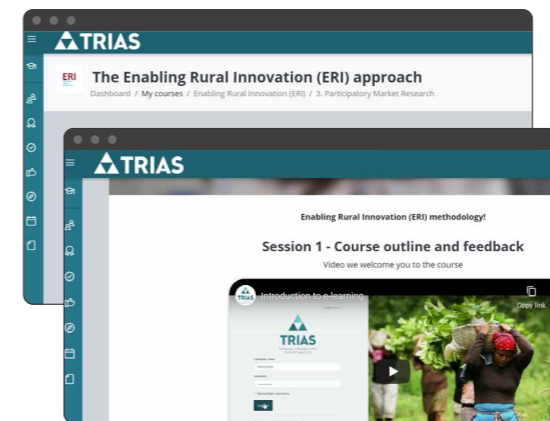 TRIAS
ERI
The Enabling Rural Innovation (ERI) approach
Dashboard / My courses / Enabling Rural Innovation (ERI) / 3. Participatory Market Research
TRIAS
Enabling Rural Innovation (ERI) methodology!
Session 1 - Course outline and feedback
Video we welcome you to the course
TRIAS
Introduction to e-learning
Copy link
TRIAS